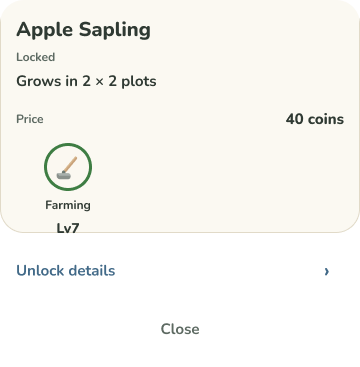 Apple Sapling
Locked
Grows in 2 × 2 plots
Price 40 coins
Farming
Lv7
Unlock details ›
Close